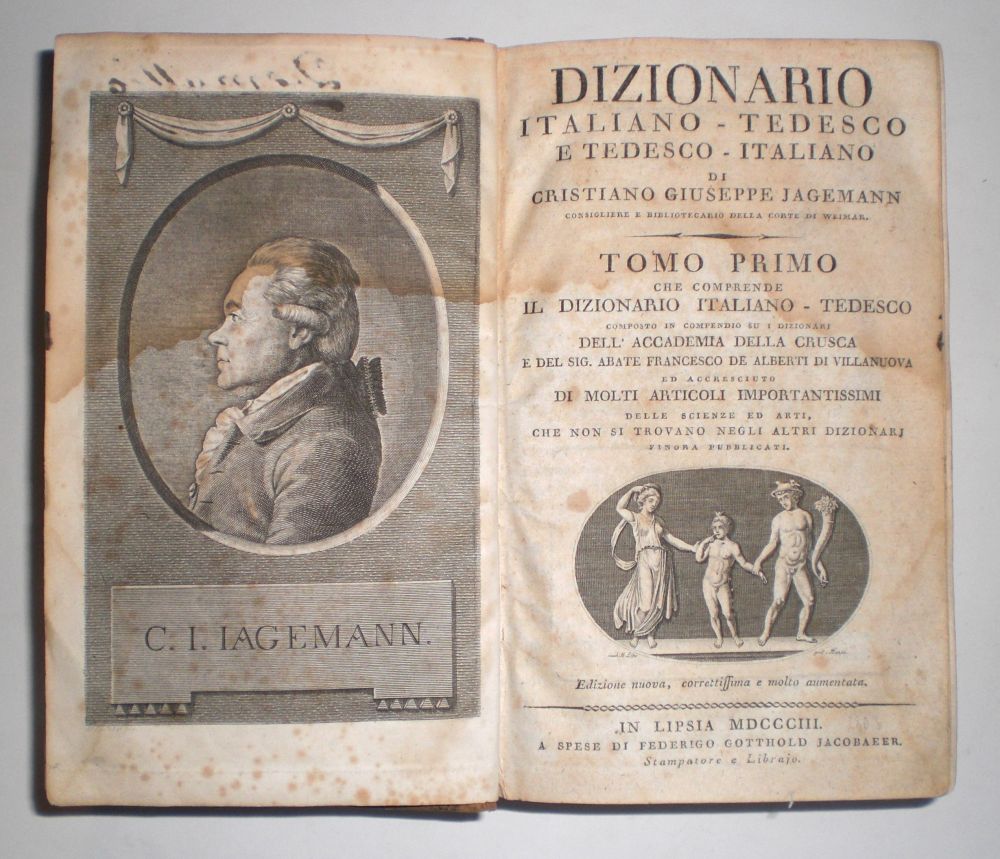 C. I. IAGEMANN.
DIZIONARIO
ITALIANO - TEDESCO
E TEDESCO - ITALIANO
DI
CRISTIANO GIUSEPPE JAGEMANN
CONSIGLIERE E BIBLIOTECARIO DELLA CORTE DI WEIMAR.
TOMO PRIMO
CHE COMPRENDE
IL DIZIONARIO ITALIANO - TEDESCO
COMPOSTO IN COMPENDIO SU I DIZIONARJ
DELL' ACCADEMIA DELLA CRUSCA
E DEL SIG. ABATE FRANCESCO DE ALBERTI DI VILLANUOVA
ED ACCRESCIUTO
DI MOLTI ARTICOLI IMPORTANTISSIMI
DELLE SCIENZE ED ARTI,
CHE NON SI TROVANO NEGLI ALTRI DIZIONARJ
FINORA PUBBLICATI.
Edizione nuova, correttiſſima e molto aumentata.
IN LIPSIA MDCCCIII.
A SPESE DI FEDERIGO GOTTHOLD JACOBAEER.
Stampatore e Librajo.